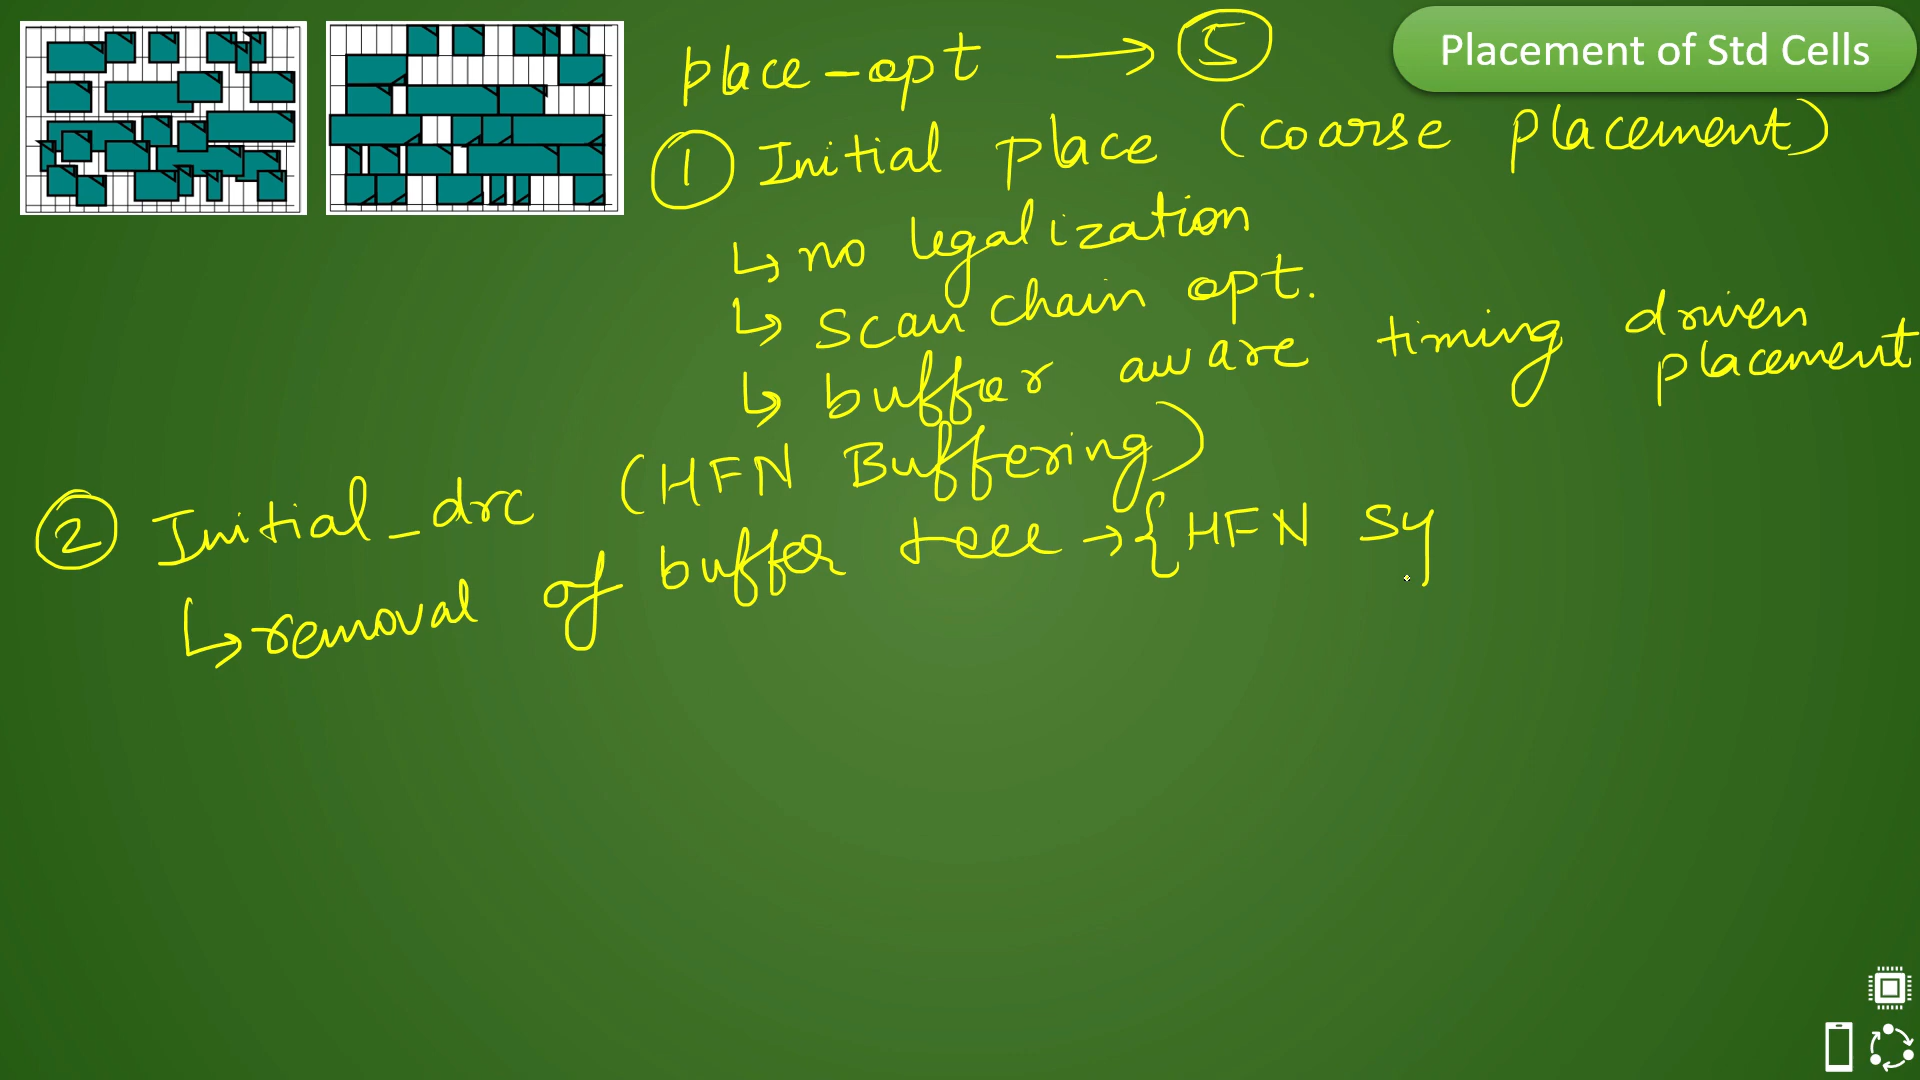 Placement of Std Cells
place-opt → 5
1 Initial place (coarse placement)
↳ no legalization
↳ scan chain opt.
↳ buffer aware timing driven placement
2 Initial_drc (HFN Buffering)
↳ removal of buffer tree → {HFN Sy